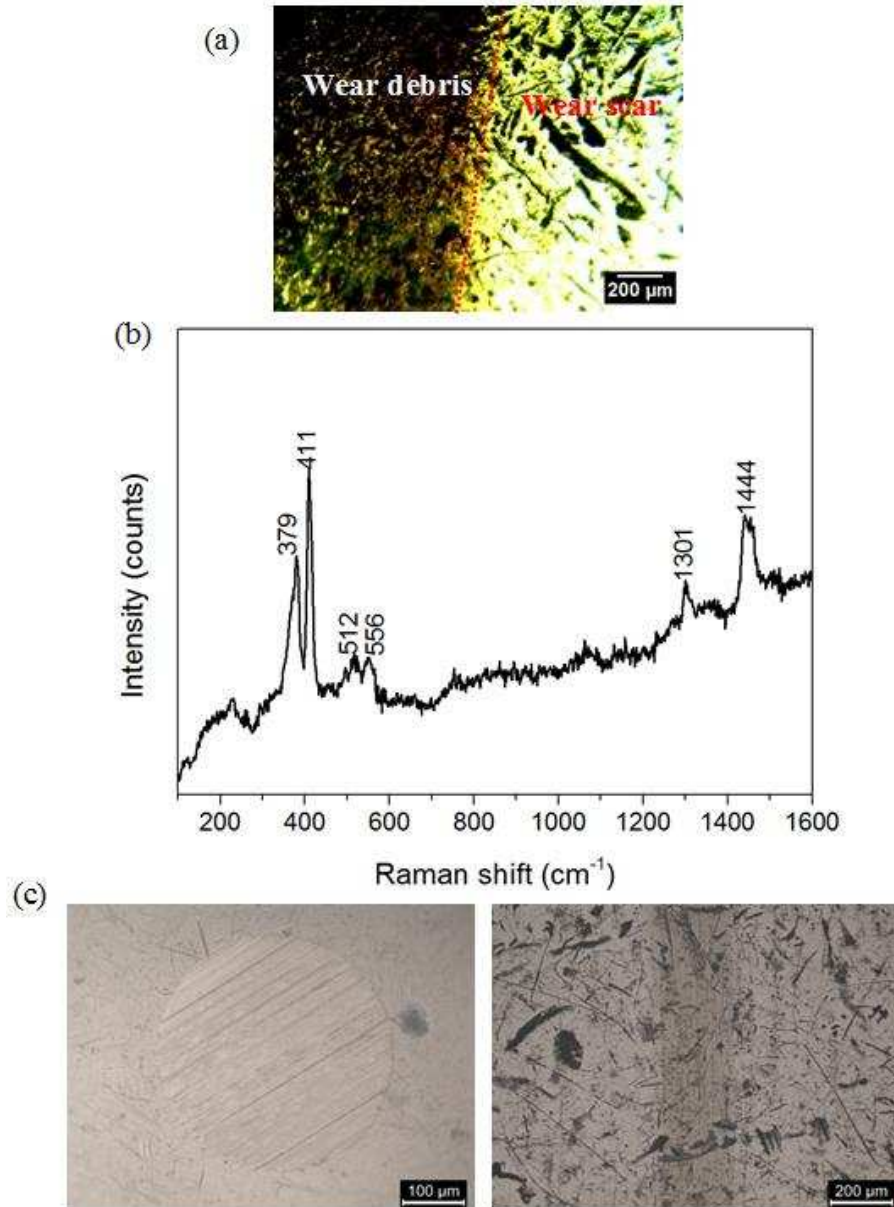 (a)
Wear debris
Wear scar
200 µm
(b)
Intensity (counts)
379
411
512
556
1301
1444
200 400 600 800 1000 1200 1400 1600
Raman shift (cm⁻¹)
(c)
100 µm
200 µm